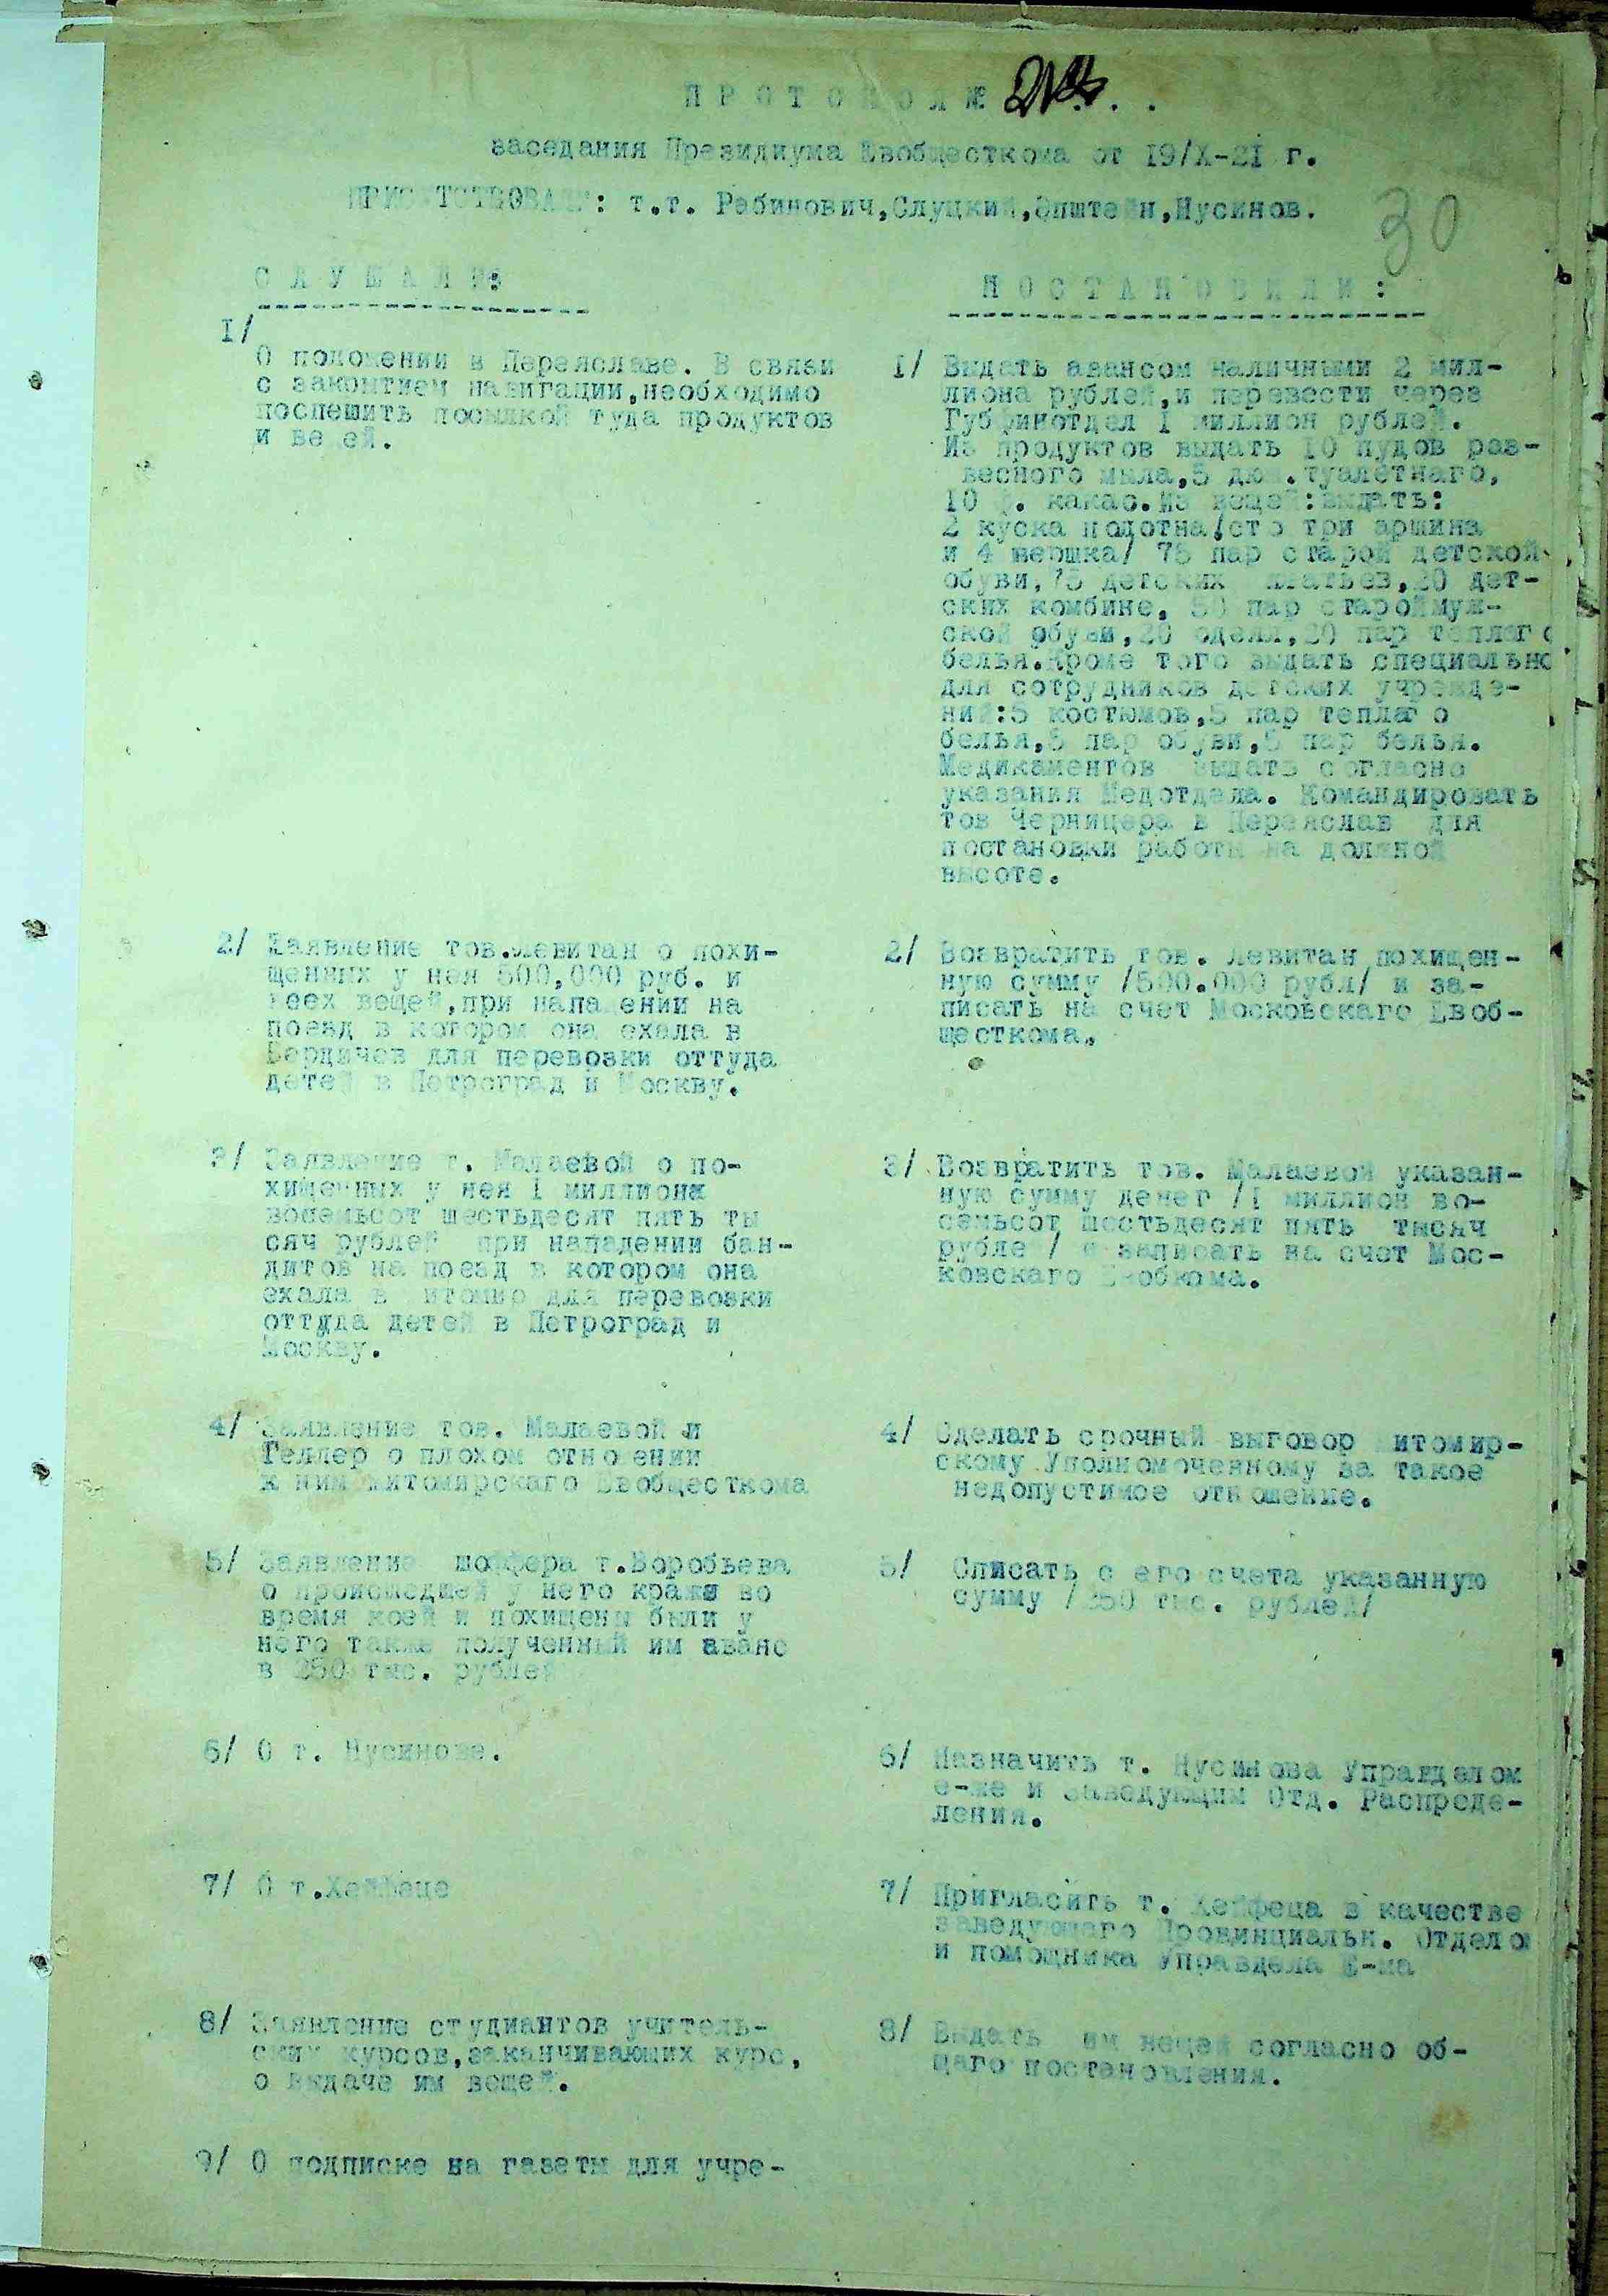 П Р О Т О К О Л №
заседания Президиума Евобщесткома от 19/X-21 г.
ПРИСУТСТВОВАЛИ: т.т. Рабинович,Слуцкий,Эпштейн,Нусинов.
30
С Л У Ш А Л И:
1/
О положении в Переяславе. В связи
с закрытием навигации,необходимо
поспешить посылкой туда продуктов
и вещей.
2/ Заявление тов.Левитан о похи-
щенных у нея 500,000 руб. и
всех вещей,при нападении на
поезд в котором она ехала в
Бердичев для перевозки оттуда
детей в Петроград и Москву.
3/ Заявление т. Малаевой о по-
хищенных у нея 1 миллиона
восемьсот шестьдесят пять ты
сяч рублей при нападении бан-
дитов на поезд в котором она
ехала в Житомир для перевозки
оттуда детей в Петроград и
Москву.
4/ Заявление тов. Малаевой и
Геллер о плохом отношении
к ним Житомирскаго Евобщесткома
5/ Заявление шоффера т.Воробьева
о происшедшей у него кражи во
время коей и похищены были у
него также полученный им аванс
в 250 тыс. рублей
6/ О т. Нусинове.
7/ О т.Хейфеце
8/ Заявление студиантов учитель-
ских курсов,заканчивающих курс,
о выдаче им вещей.
9/ О подписке на газеты для учре-
П О С Т А Н О В И Л И :
1/ Выдать авансом наличными 2 мил-
лиона рублей,и перевести через
Губфинотдел 1 миллион рублей.
Из продуктов выдать 10 пудов раз-
весного мыла,5 дюж.туалетнаго,
10 ф. какао.Из вещей:выдать:
2 куска полотна/сто три аршина
и 4 вершка/ 75 пар старой детской
обуви,75 детских платьев,20 дет-
ских комбине, 50 пар староймуж-
ской обуви,20 одеял,20 пар теплаго
белья.Кроме того выдать специально
для сотрудников детских учрежде-
ний:5 костюмов,5 пар теплаго
белья,5 пар обуви,5 пар белья.
Медикаментов выдать согласно
указания Медотдела. Командировать
тов Черницера в Переяслав для
постановки работы на должной
высоте.
2/ Возвратить тов. Левитан похищен-
ную сумму /500.000 рубл/ и за-
писать на счет Московскаго Евоб-
щесткома.
3/ Возвратить тов. Малаевой указан-
ную сумму денег /1 миллион во-
семьсот шестьдесят пять тысяч
рублей/ и записать на счет Мос-
ковскаго Евобкома.
4/ Сделать срочный выговор Житомир-
скому Уполномоченному за такое
недопустимое отношение.
5/ Списать с его счета указанную
сумму /250 тыс. рублей/
6/ Назначить т. Нусинова Управделом
е-ме и Заведующим Отд. Распреде-
ления.
7/ Пригласить т. Хейфеца в качестве
заведующаго Провинциальн. Отделом
и помощника Управдела Е-ма
8/ Выдать им вещей согласно об-
щаго постановления.